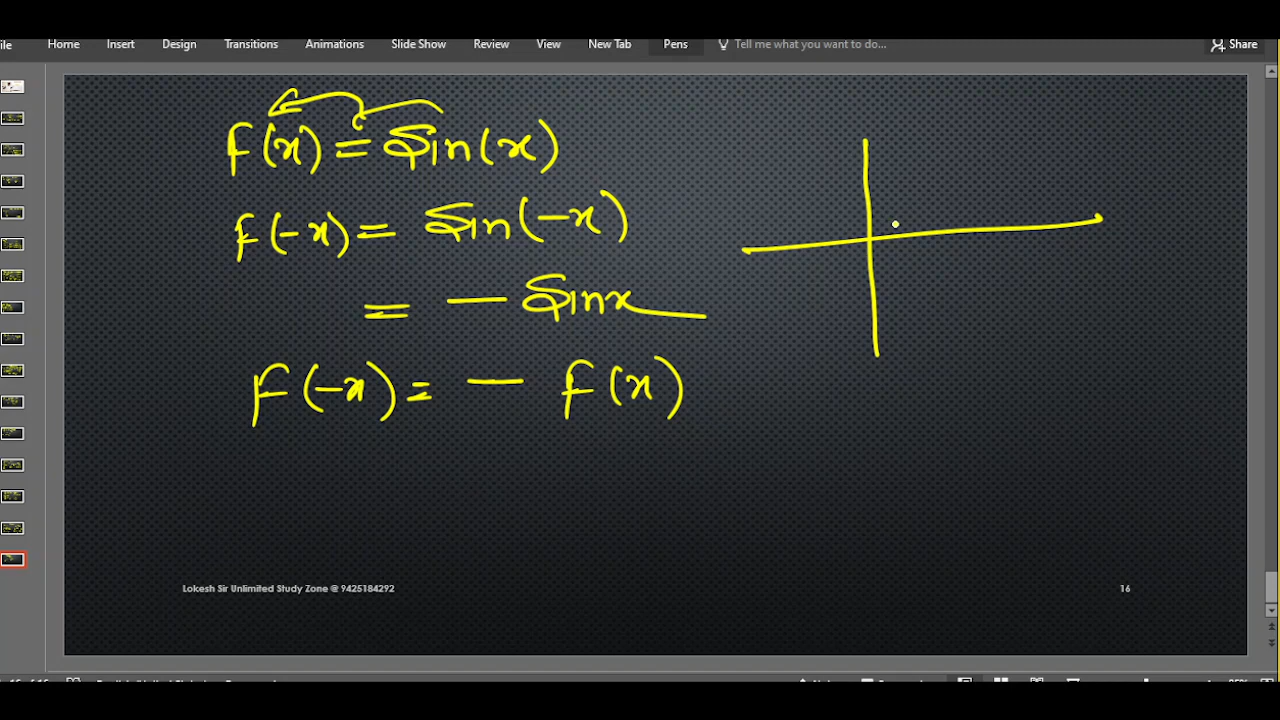 File Home Insert Design Transitions Animations Slide Show Review View New Tab Pens Tell me what you want to do... Share
F(x) = Sin(x)
F(-x) = Sin(-x)
= - Sinx
F(-x) = - F(x)
Lokesh Sir Unlimited Study Zone @ 9425184292
16